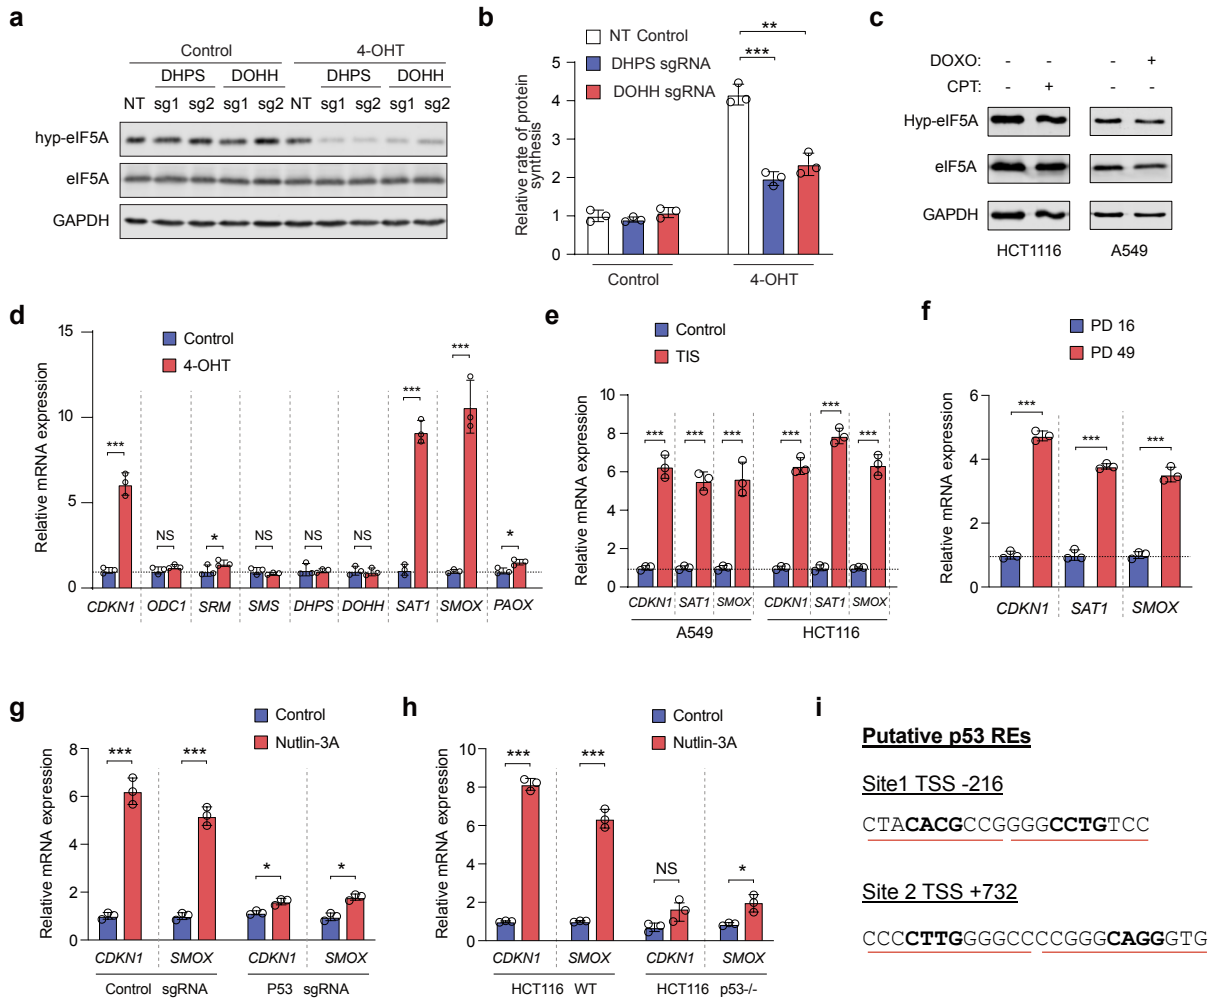 a
Control 4-OHT
DHPS DOHH DHPS DOHH
NT sg1 sg2 sg1 sg2 NT sg1 sg2 sg1 sg2
hyp-eIF5A
eIF5A
GAPDH
b
NT Control
DHPS sgRNA
DOHH sgRNA
Relative rate of protein
synthesis
5
4
3
2
1
0
*** **
Control 4-OHT
c
DOXO: - - - +
CPT: - + - -
Hyp-eIF5A
eIF5A
GAPDH
HCT1116 A549
d
Control
4-OHT
Relative mRNA expression
15
10
5
0
*** NS * NS NS NS *** *** *
CDKN1 ODC1 SRM SMS DHPS DOHH SAT1 SMOX PAOX
e
Control
TIS
Relative mRNA expression
10
8
6
4
2
0
*** *** *** *** *** ***
CDKN1 SAT1 SMOX CDKN1 SAT1 SMOX
A549 HCT116
f
PD 16
PD 49
Relative mRNA expression
6
4
2
0
*** *** ***
CDKN1 SAT1 SMOX
g
Control
Nutlin-3A
Relative mRNA expression
8
6
4
2
0
*** *** * *
CDKN1 SMOX CDKN1 SMOX
Control sgRNA P53 sgRNA
h
Control
Nutlin-3A
Relative mRNA expression
10
8
6
4
2
0
*** *** NS *
CDKN1 SMOX CDKN1 SMOX
HCT116 WT HCT116 p53-/-
i
Putative p53 REs
Site1 TSS -216
CTACACGCCGGGGCCTGTCC
Site 2 TSS +732
CCCCTTGGGGCCCCGGGCAGGGTG